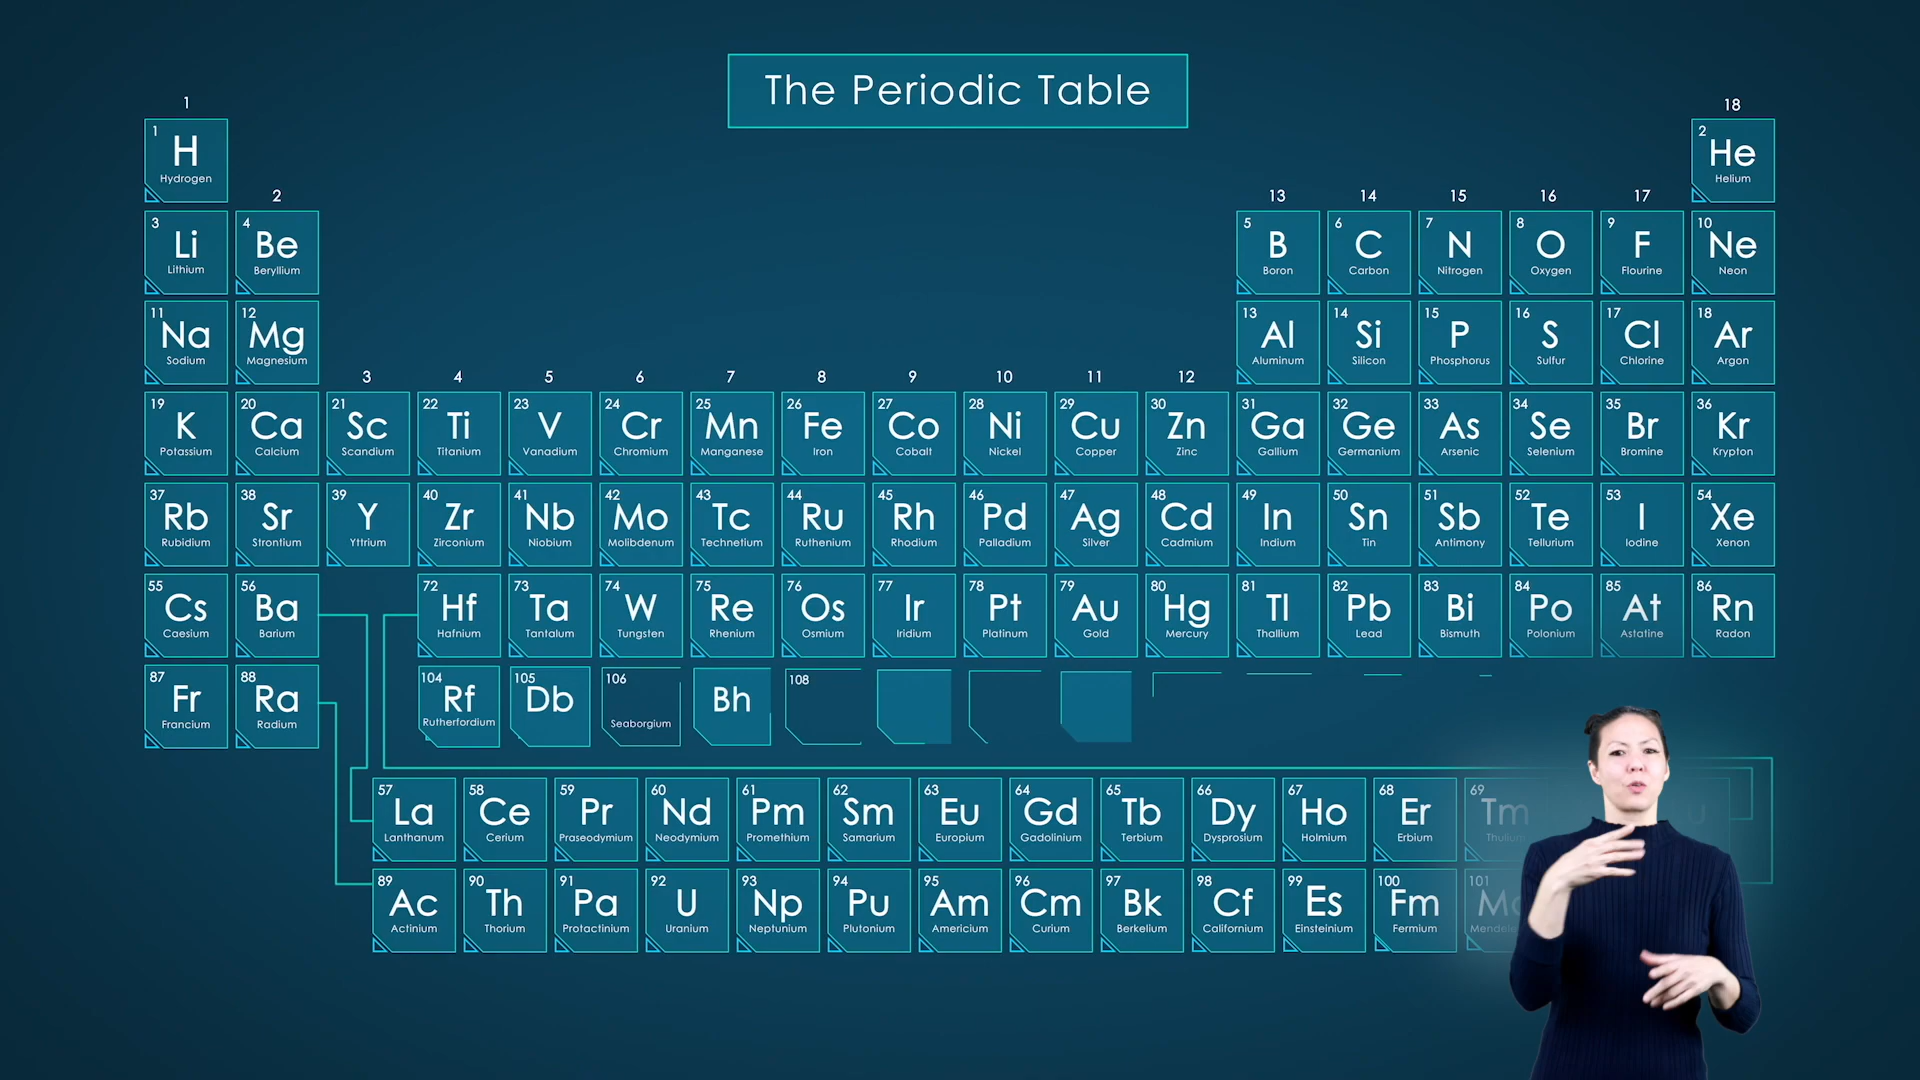 The Periodic Table
1
18
1
H
Hydrogen
2
He
Helium
2
13 14 15 16 17
3 4 5 6 7 8 9 10
Li Be B C N O F Ne
Lithium Beryllium Boron Carbon Nitrogen Oxygen Flourine Neon
11 12 13 14 15 16 17 18
Na Mg Al Si P S Cl Ar
Sodium Magnesium Aluminum Silicon Phosphorus Sulfur Chlorine Argon
3 4 5 6 7 8 9 10 11 12
19 20 21 22 23 24 25 26 27 28 29 30 31 32 33 34 35 36
K Ca Sc Ti V Cr Mn Fe Co Ni Cu Zn Ga Ge As Se Br Kr
Potassium Calcium Scandium Titanium Vanadium Chromium Manganese Iron Cobalt Nickel Copper Zinc Gallium Germanium Arsenic Selenium Bromine Krypton
37 38 39 40 41 42 43 44 45 46 47 48 49 50 51 52 53 54
Rb Sr Y Zr Nb Mo Tc Ru Rh Pd Ag Cd In Sn Sb Te I Xe
Rubidium Strontium Yttrium Zirconium Niobium Molibdenum Technetium Ruthenium Rhodium Palladium Silver Cadmium Indium Tin Antimony Tellurium Iodine Xenon
55 56 72 73 74 75 76 77 78 79 80 81 82 83 84 85 86
Cs Ba Hf Ta W Re Os Ir Pt Au Hg Tl Pb Bi Po At Rn
Caesium Barium Hafnium Tantalum Tungsten Rhenium Osmium Iridium Platinum Gold Mercury Thallium Lead Bismuth Polonium Astatine Radon
87 88 104 105 106 108
Fr Ra Rf Db Bh
Francium Radium Rutherfordium Seaborgium
57 58 59 60 61 62 63 64 65 66 67 68 69
La Ce Pr Nd Pm Sm Eu Gd Tb Dy Ho Er Tm
Lanthanum Cerium Praseodymium Neodymium Promethium Samarium Europium Gadolinium Terbium Dysprosium Holmium Erbium
89 90 91 92 93 94 95 96 97 98 99 100 101
Ac Th Pa U Np Pu Am Cm Bk Cf Es Fm
Actinium Thorium Protactinium Uranium Neptunium Plutonium Americium Curium Berkelium Californium Einsteinium Fermium